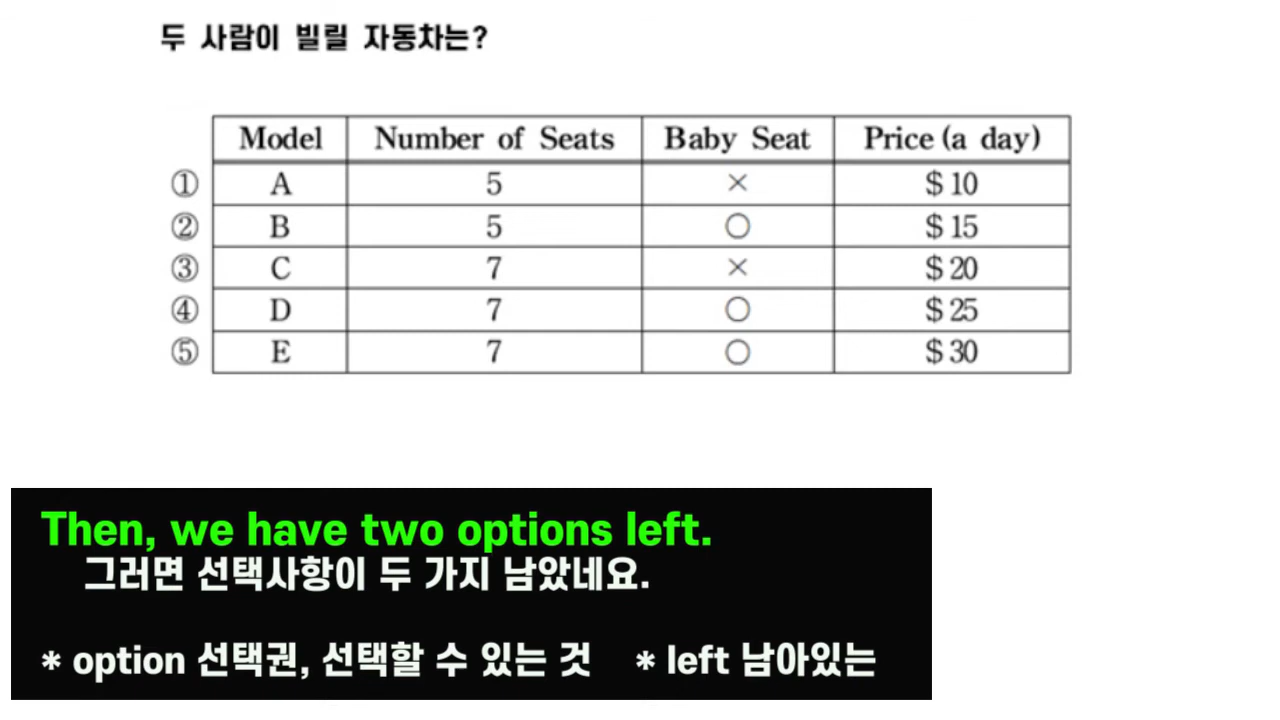 두 사람이 빌릴 자동차는?
Model Number of Seats Baby Seat Price (a day)
① A 5 × $ 10
② B 5 ○ $ 15
③ C 7 × $ 20
④ D 7 ○ $ 25
⑤ E 7 ○ $ 30
Then, we have two options left.
그러면 선택사항이 두 가지 남았네요.
* option 선택권, 선택할 수 있는 것 * left 남아있는